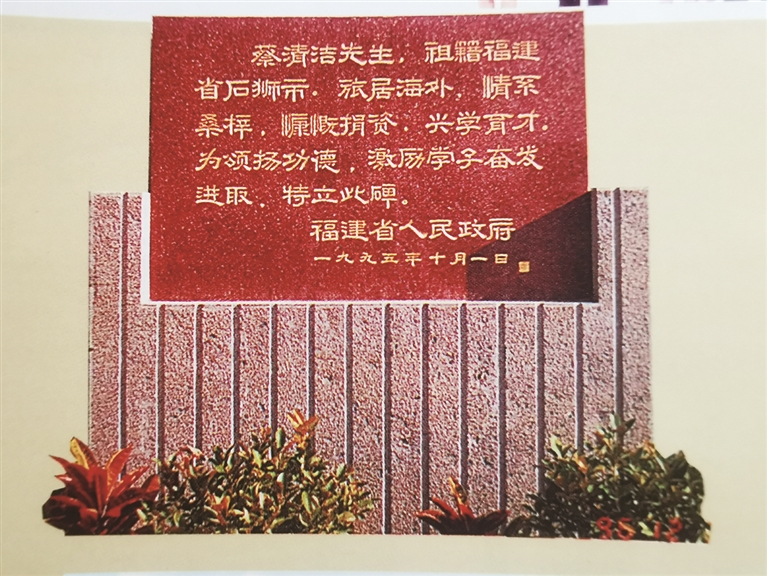 蔡清洁先生，祖籍福建
省石狮市．旅居海外，情系
桑梓，慷慨捐资．兴学育才．
为颂扬功德，激励学子奋发
进取，特立此碑。
福建省人民政府
一九九五年十月一日
95 12